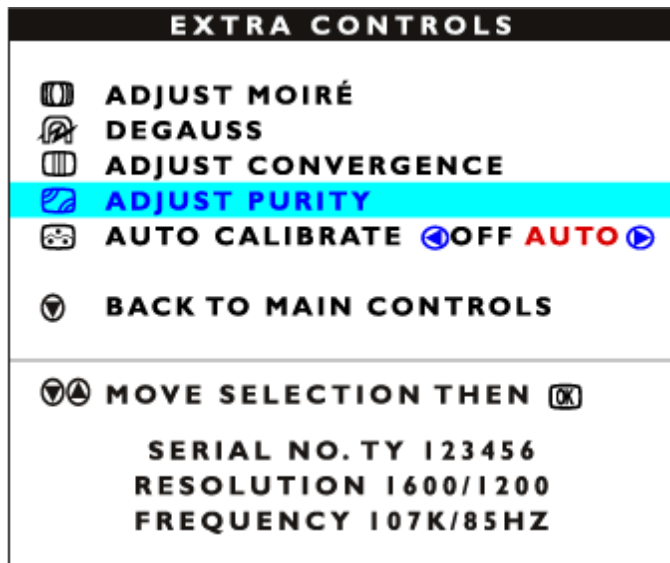 EXTRA CONTROLS
ADJUST MOIRÉ
DEGAUSS
ADJUST CONVERGENCE
ADJUST PURITY
AUTO CALIBRATE OFF AUTO
BACK TO MAIN CONTROLS
MOVE SELECTION THEN OK
SERIAL NO. TY 123456
RESOLUTION 1600/1200
FREQUENCY 107K/85HZ